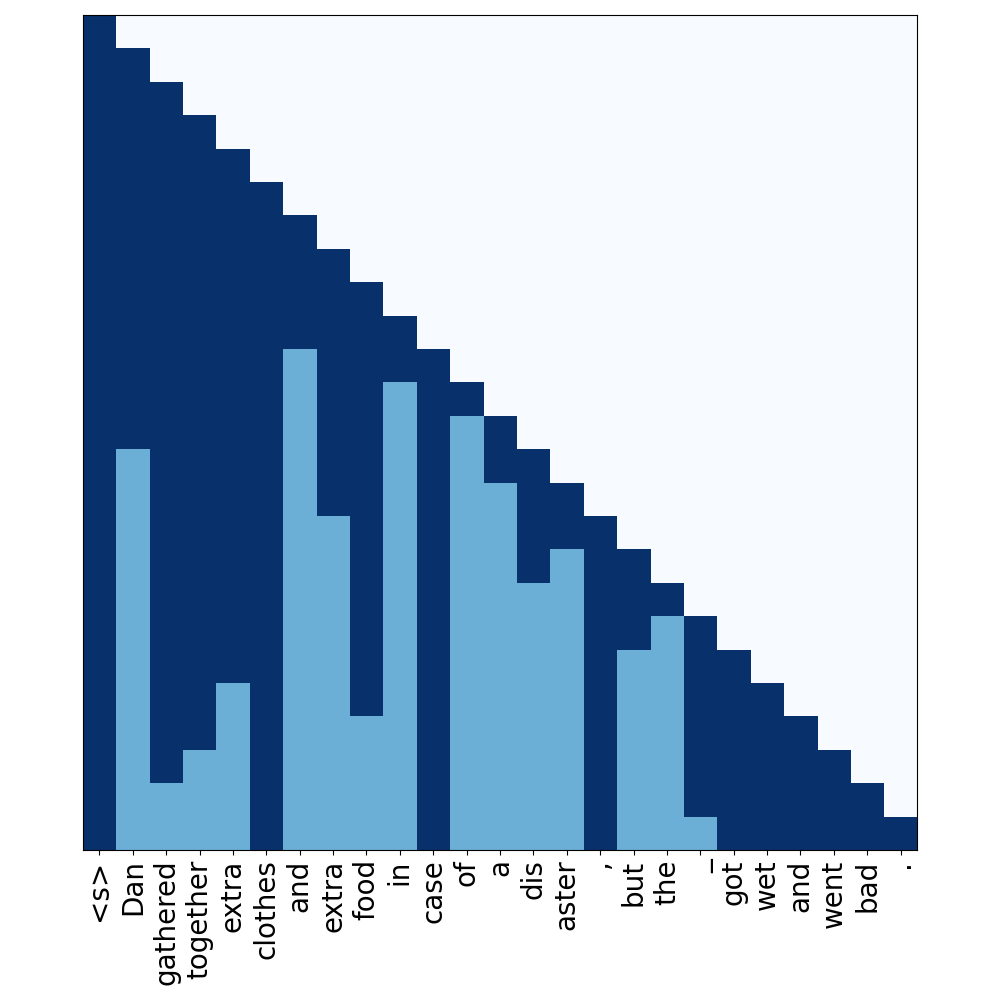 <s> Dan gathered together extra clothes and extra food in case of a dis aster , but the _ got wet and went bad .